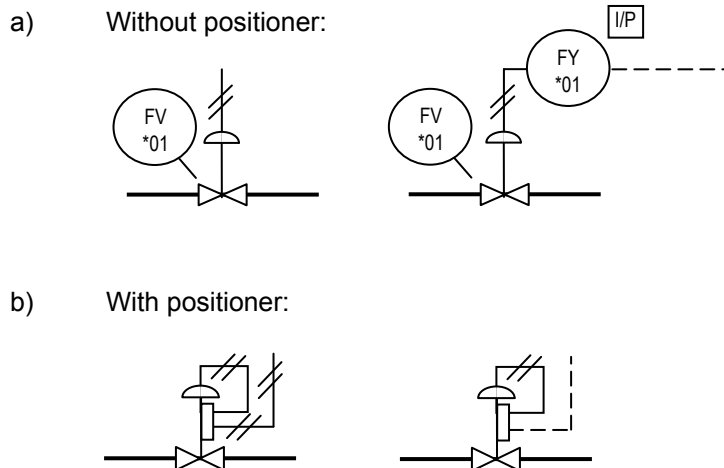 a) Without positioner:
I/P
FY
*01
FV
*01
FV
*01
b) With positioner: